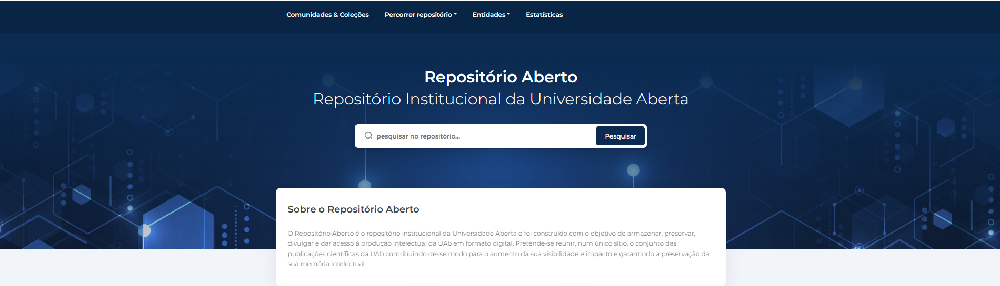 Comunidades & Coleções Percorrer repositório Entidades Estatísticas
Repositório Aberto
Repositório Institucional da Universidade Aberta
pesquisar no repositório... Pesquisar
Sobre o Repositório Aberto
O Repositório Aberto é o repositório institucional da Universidade Aberta e foi construído com o objetivo de armazenar, preservar,
divulgar e dar acesso à produção intelectual da UAb em formato digital. Pretende-se reunir, num único sítio, o conjunto das
publicações científicas da UAb contribuindo desse modo para o aumento da sua visibilidade e impacto e garantindo a preservação da
sua memória intelectual.